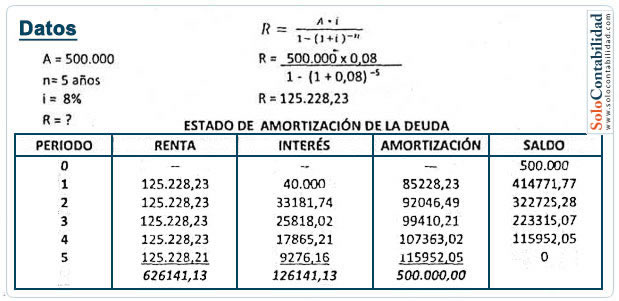 Datos
A = 500.000
n= 5 años
i = 8%
R = ?
R = A • i
1 – (1+i)⁻ⁿ
R = 500.000 x 0,08
1 - (1 + 0,08) ⁻⁵
R = 125.228,23
ESTADO DE AMORTIZACIÓN DE LA DEUDA
PERIODO RENTA INTERÉS AMORTIZACIÓN SALDO
0 -- -- -- 500.000
1 125.228,23 40.000 85228,23 414771,77
2 125.228,23 33181,74 92046,49 322725,28
3 125.228,23 25818,02 99410,21 223315,07
4 125.228,23 17865,21 107363,02 115952,05
5 125.228,21 9276,16 115952,05 0
626141,13 126141,13 500.000,00
SoloContabilidad
www.solocontabilidad.com